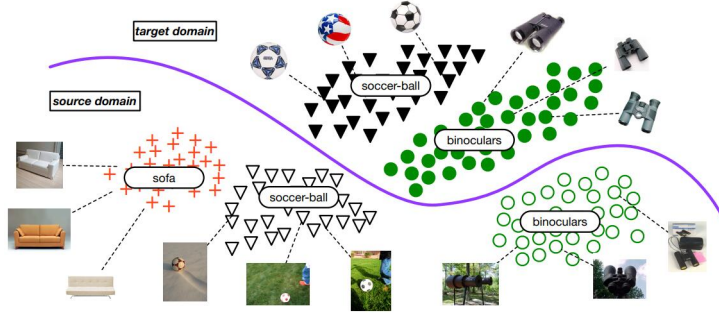 target domain
source domain
soccer-ball
binoculars
sofa
soccer-ball
binoculars